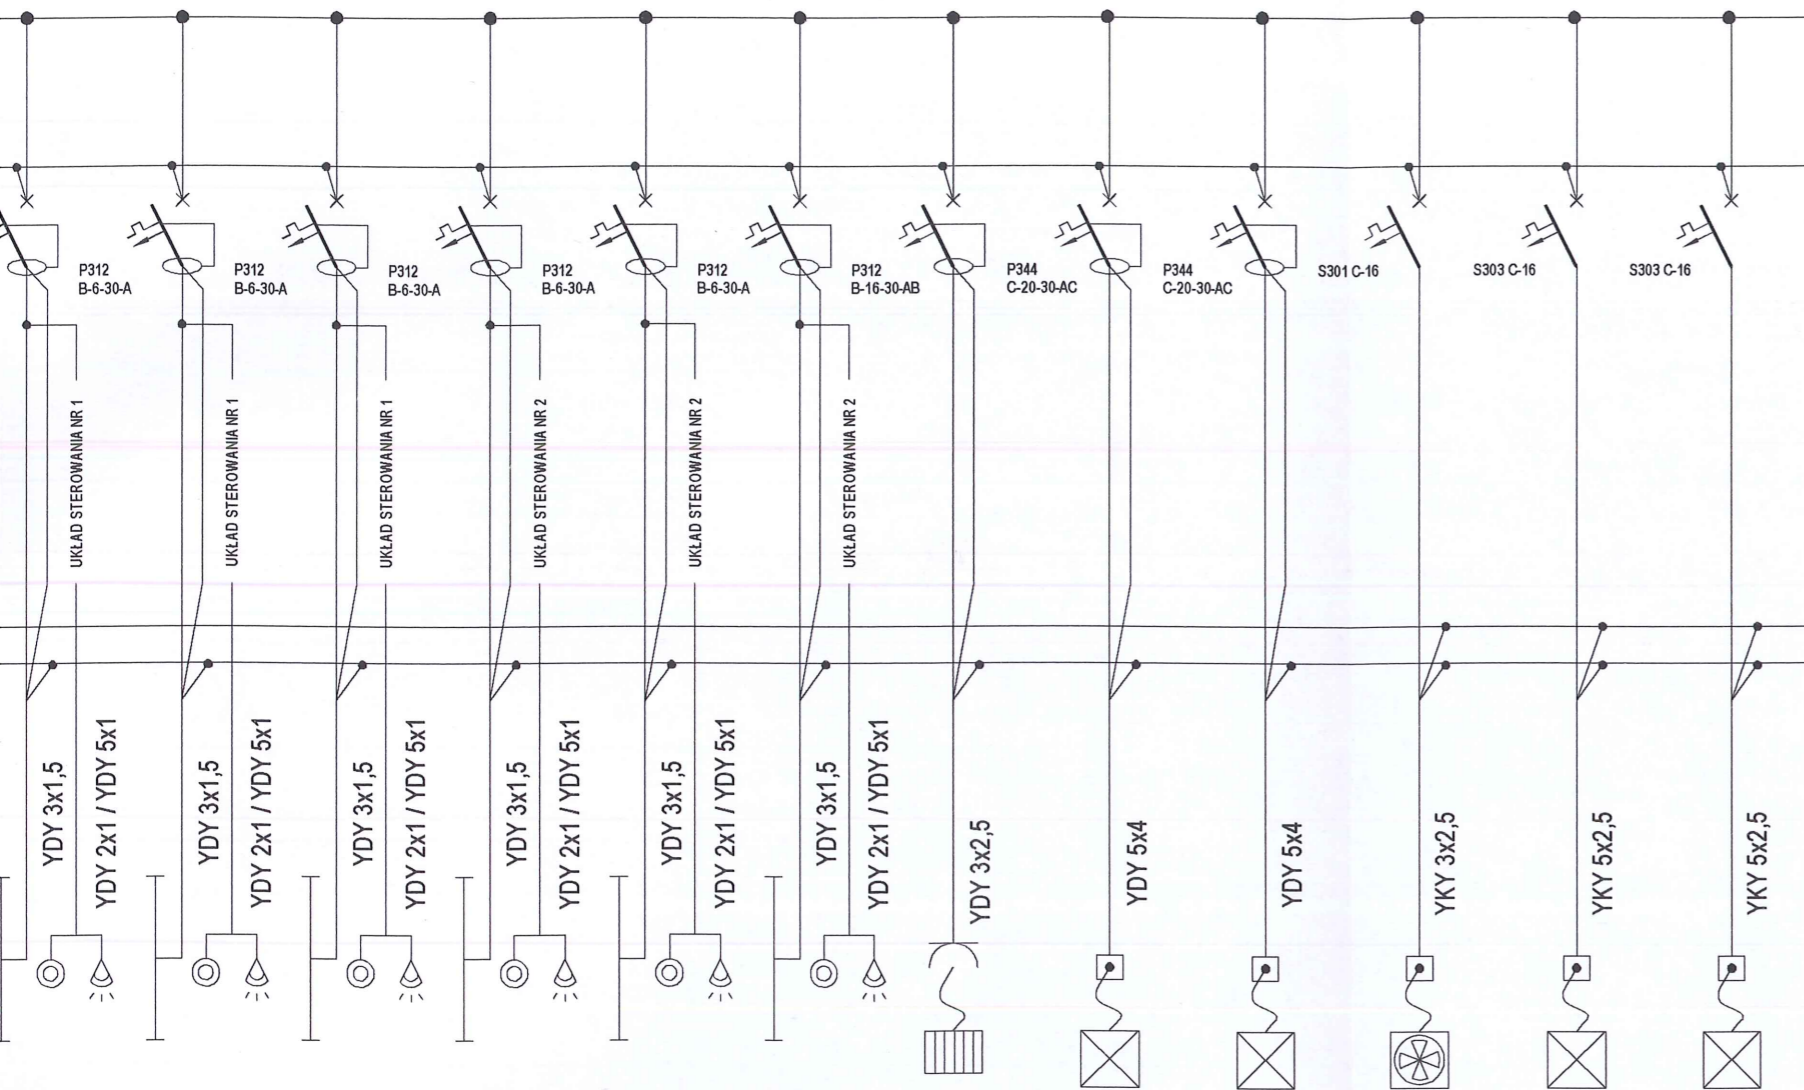 P312
B-6-30-A
P312
B-6-30-A
P312
B-6-30-A
P312
B-6-30-A
P312
B-6-30-A
P312
B-16-30-AB
P344
C-20-30-AC
P344
C-20-30-AC
S301 C-16
S303 C-16
S303 C-16
UKŁAD STEROWANIA NR 1
UKŁAD STEROWANIA NR 1
UKŁAD STEROWANIA NR 1
UKŁAD STEROWANIA NR 2
UKŁAD STEROWANIA NR 2
UKŁAD STEROWANIA NR 2
YDY 3x1,5
YDY 2x1 / YDY 5x1
YDY 3x1,5
YDY 2x1 / YDY 5x1
YDY 3x1,5
YDY 2x1 / YDY 5x1
YDY 3x1,5
YDY 2x1 / YDY 5x1
YDY 3x1,5
YDY 2x1 / YDY 5x1
YDY 3x1,5
YDY 2x1 / YDY 5x1
YDY 3x2,5
YDY 5x4
YDY 5x4
YKY 3x2,5
YKY 5x2,5
YKY 5x2,5